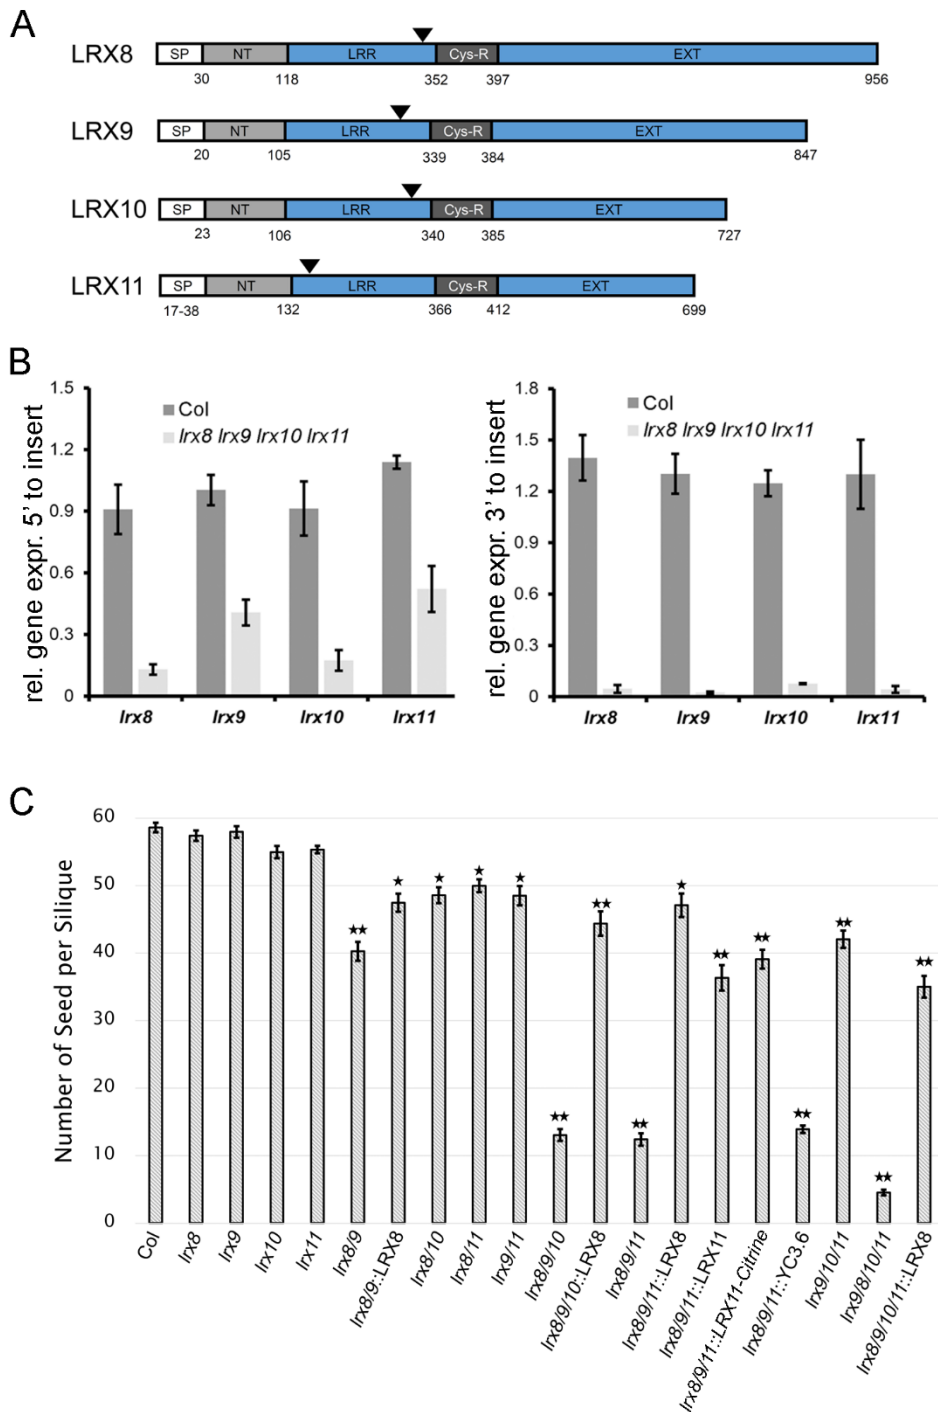 A
LRX8
SP NT LRR Cys-R EXT
30 118 352 397 956
LRX9
SP NT LRR Cys-R EXT
20 105 339 384 847
LRX10
SP NT LRR Cys-R EXT
23 106 340 385 727
LRX11
SP NT LRR Cys-R EXT
17-38 132 366 412 699
B
rel. gene expr. 5' to insert
1.5
1.2
0.9
0.6
0.3
0
Col
lrx8 lrx9 lrx10 lrx11
lrx8 lrx9 lrx10 lrx11
rel. gene expr. 3' to insert
1.8
1.5
1.2
0.9
0.6
0.3
0
Col
lrx8 lrx9 lrx10 lrx11
lrx8 lrx9 lrx10 lrx11
C
Number of Seed per Silique
60
50
40
30
20
10
0
★★
★
★
★
★
★★
★★
★★
★
★★
★★
★★
★★
★★
★★
Col
lrx8
lrx9
lrx10
lrx11
lrx8/9
lrx8/9::LRX8
lrx8/10
lrx8/11
lrx9/11
lrx8/9/10
lrx8/9/10::LRX8
lrx8/9/11
lrx8/9/11::LRX8
lrx8/9/11::LRX11
lrx8/9/11::LRX11-Citrine
lrx8/9/11::YC3.6
lrx9/10/11
lrx9/8/10/11
lrx8/9/10/11::LRX8